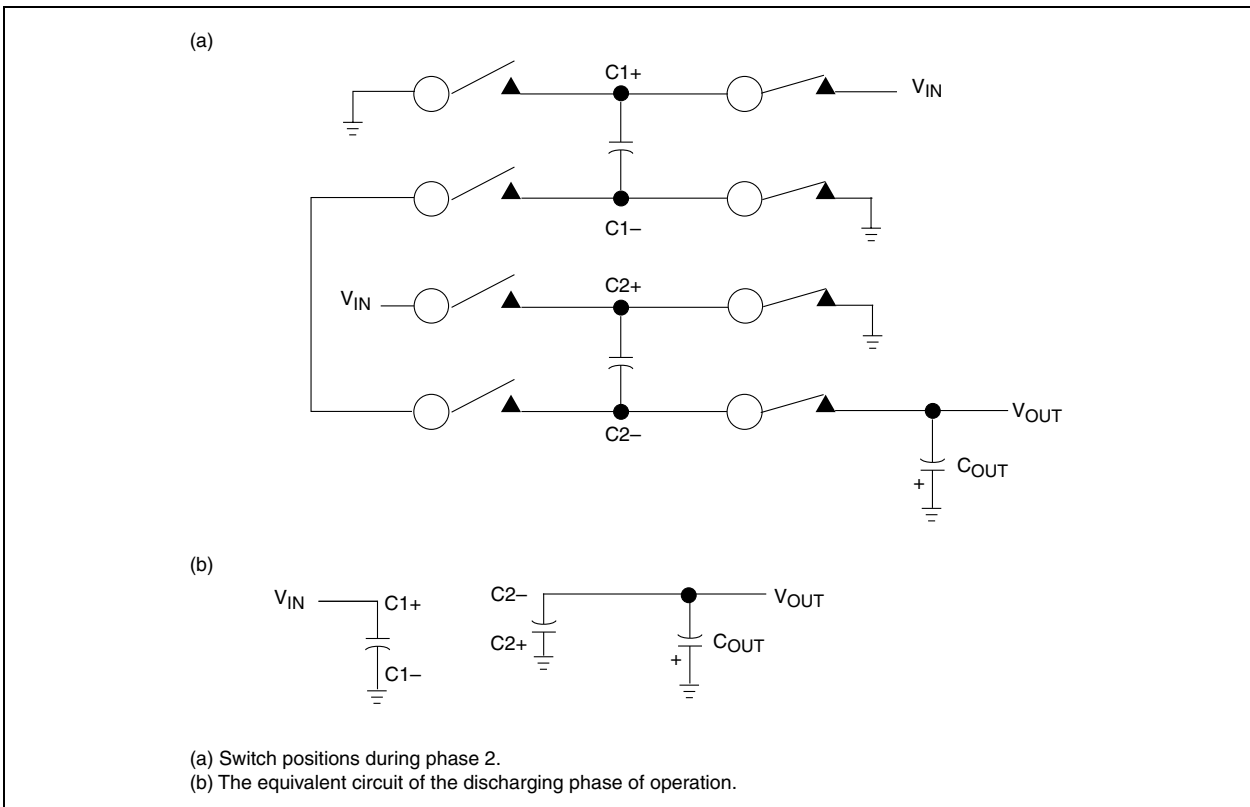 (a)
C1+
V_IN
C1–
V_IN
C2+
C2–
V_OUT
C_OUT
+
(b)
V_IN
C1+
C1–
C2–
C2+
V_OUT
C_OUT
+
(a) Switch positions during phase 2.
(b) The equivalent circuit of the discharging phase of operation.